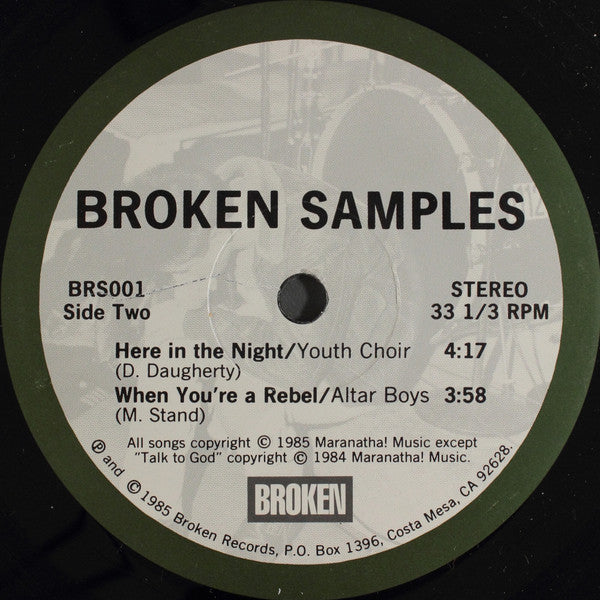 BROKEN SAMPLES
BRS001
Side Two
STEREO
33 1/3 RPM
Here in the Night/Youth Choir 4:17
(D. Daugherty)
When You're a Rebel/Altar Boys 3:58
(M. Stand)
All songs copyright © 1985 Maranatha! Music except
"Talk to God" copyright © 1984 Maranatha! Music.
BROKEN
℗ and © 1985 Broken Records, P.O. Box 1396, Costa Mesa, CA 92628.